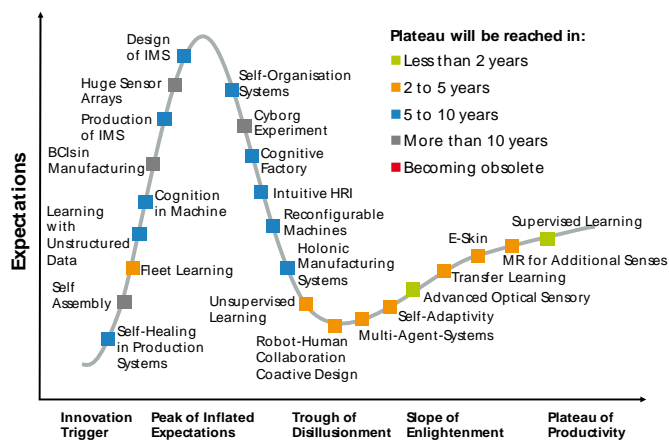 Design
of IMS
Huge Sensor
Arrays
Production
of IMS
BCIsin
Manufacturing
Cognition
in Machine
Learning
with
Unstructured
Data
Fleet Learning
Self
Assembly
Self-Healing
in Production
Systems
Self-Organisation
Systems
Cyborg
Experiment
Cognitive
Factory
Intuitive HRI
Reconfigurable
Machines
Holonic
Manufacturing
Systems
Unsupervised
Learning
Robot-Human
Collaboration
Coactive Design
Multi-Agent-Systems
Self-Adaptivity
Advanced Optical Sensory
Transfer Learning
E-Skin
MR for Additional Senses
Supervised Learning
Plateau will be reached in:
Less than 2 years
2 to 5 years
5 to 10 years
More than 10 years
Becoming obsolete
Expectations
Innovation
Trigger
Peak of Inflated
Expectations
Trough of
Disillusionment
Slope of
Enlightenment
Plateau of
Productivity